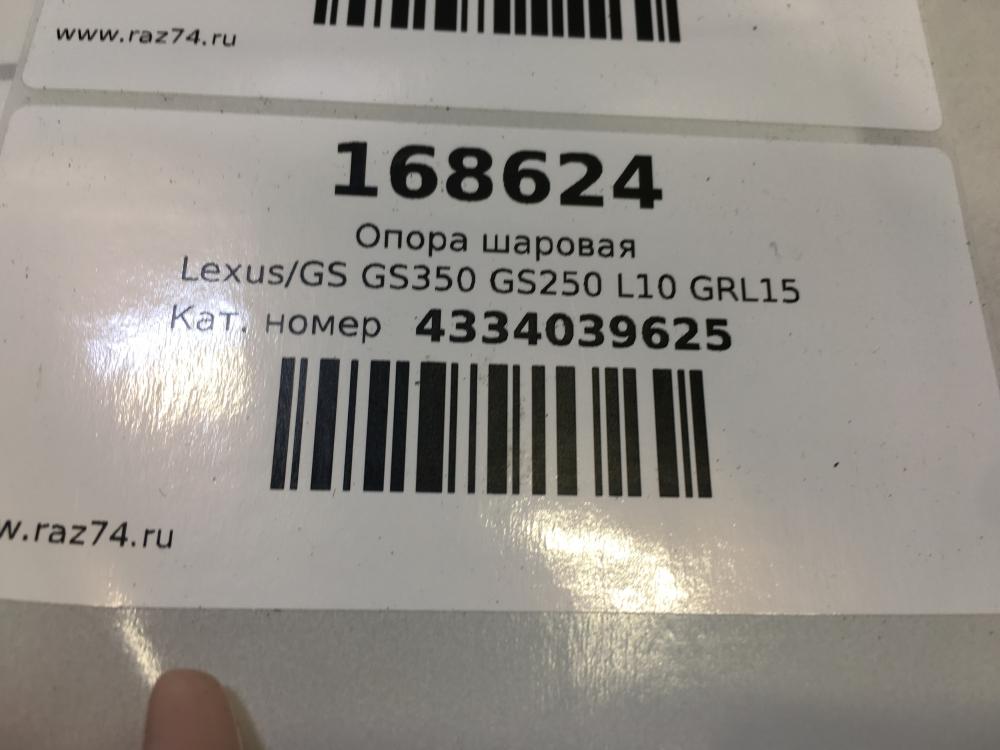 www.raz74.ru
168624
Опора шаровая
Lexus/GS GS350 GS250 L10 GRL15
Кат. номер 4334039625
w.raz74.ru